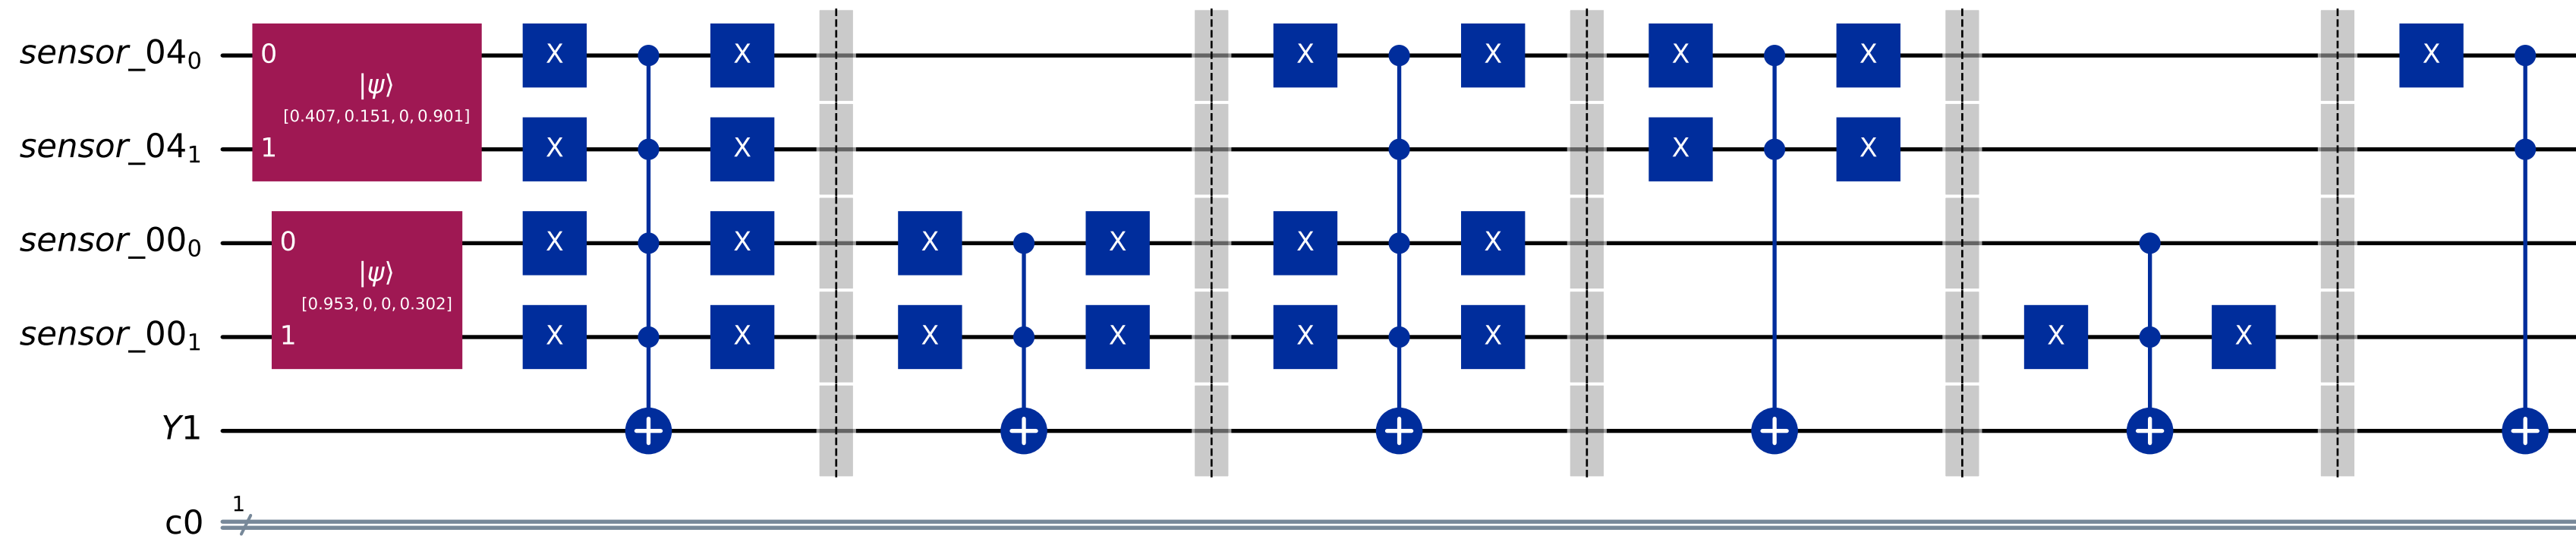 sensor_04₀ 0 X X X X X X X
|ψ⟩
[0.407, 0.151, 0, 0.901]
sensor_04₁ 1 X X X X
sensor_00₀ 0 X X X X X X
|ψ⟩
[0.953, 0, 0, 0.302]
sensor_00₁ 1 X X X X X X X X
Y1
1
c0